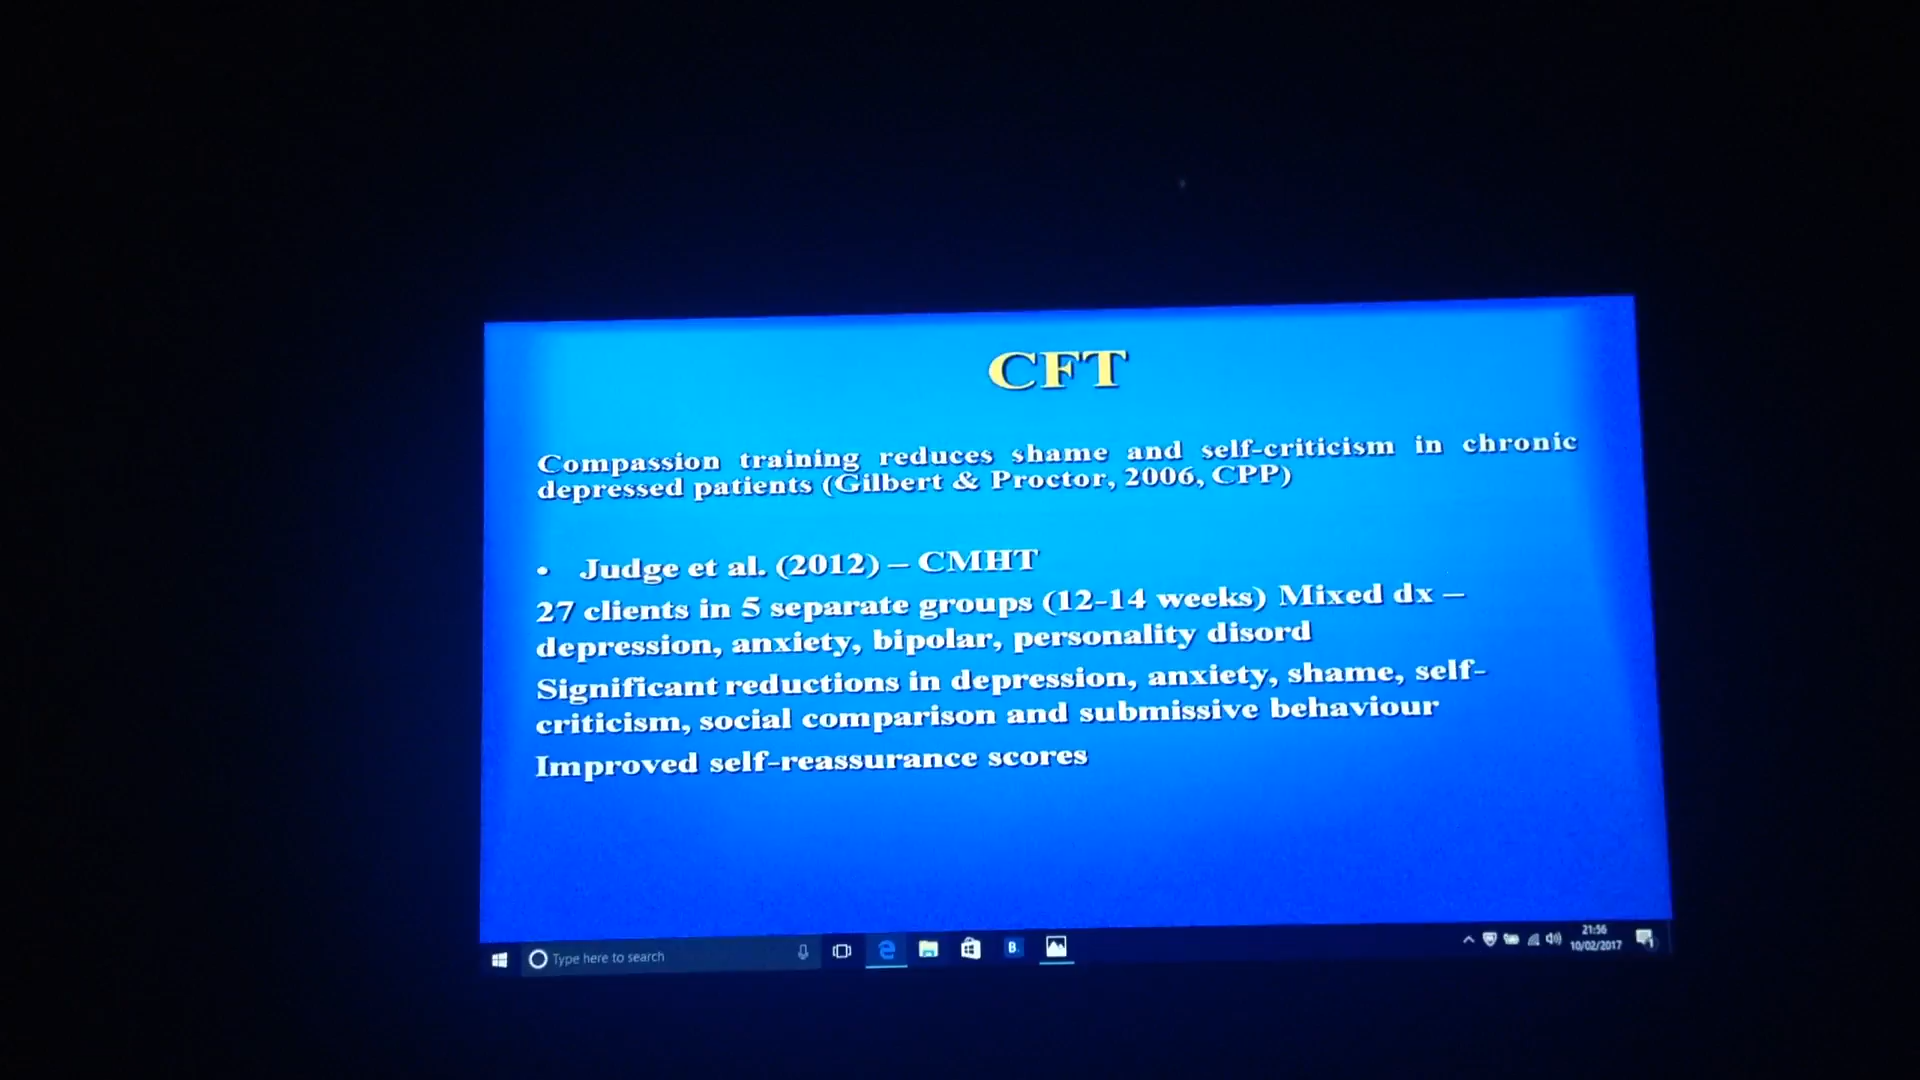 CFT
Compassion training reduces shame and self-criticism in chronic
depressed patients (Gilbert & Proctor, 2006, CPP)
• Judge et al. (2012) – CMHT
27 clients in 5 separate groups (12-14 weeks) Mixed dx –
depression, anxiety, bipolar, personality disord
Significant reductions in depression, anxiety, shame, self-
criticism, social comparison and submissive behaviour
Improved self-reassurance scores
Type here to search
B.
21:56
10/02/2017